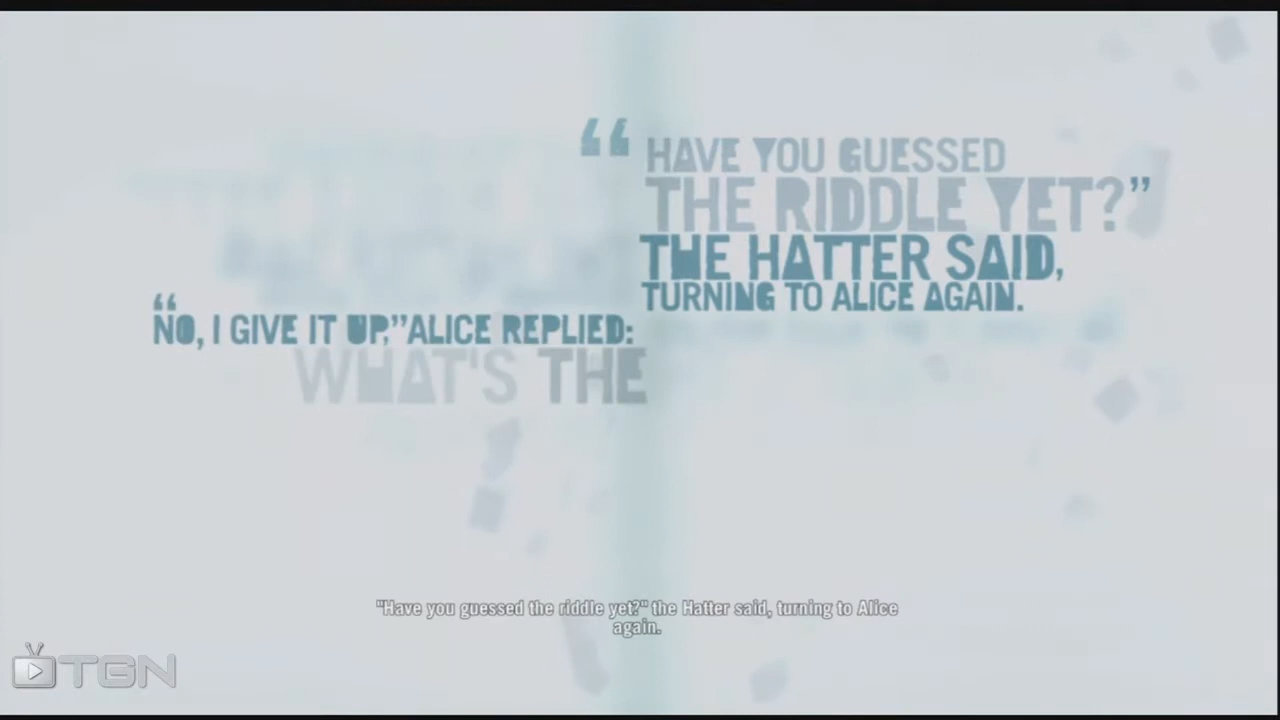 “ HAVE YOU GUESSED
THE RIDDLE YET?”
THE HATTER SAID,
TURNING TO ALICE AGAIN.
“NO, I GIVE IT UP,” ALICE REPLIED:
WHAT'S THE
"Have you guessed the riddle yet?" the Hatter said, turning to Alice
again.
TGN